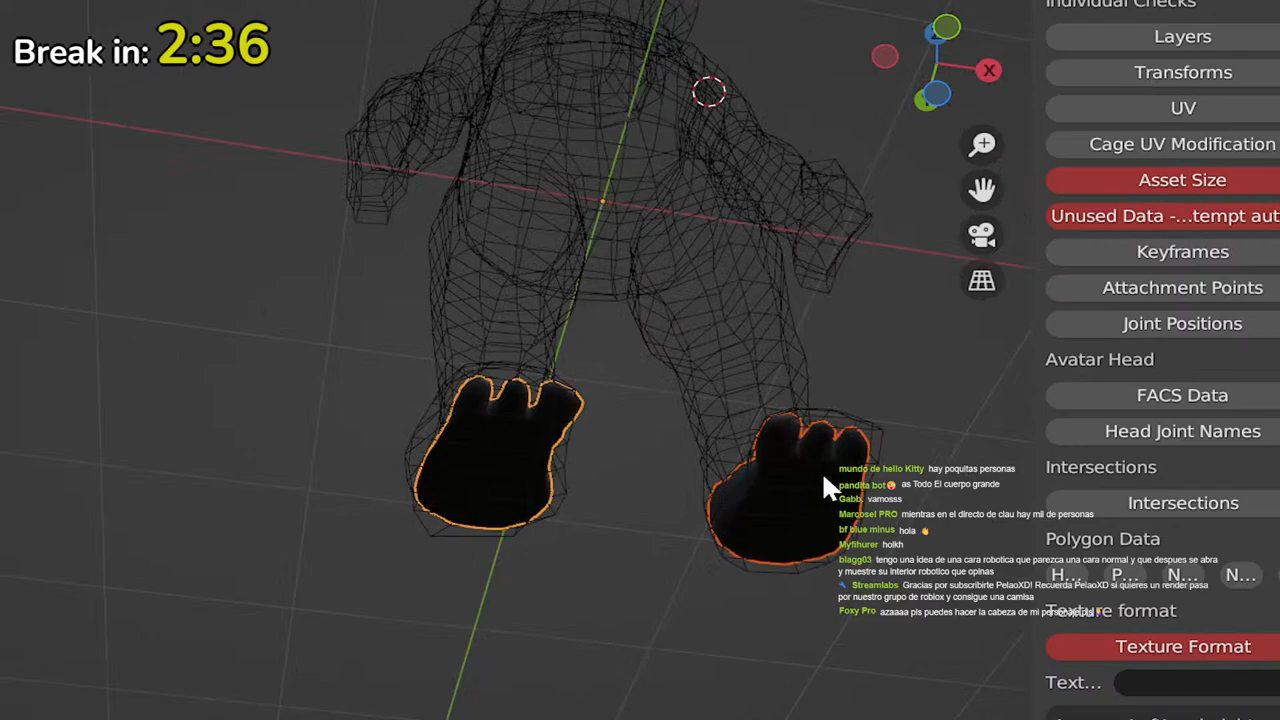 Break in: 2:36
X
Individual Checks
Layers
Transforms
UV
Cage UV Modification
Asset Size
Unused Data -...tempt aut
Keyframes
Attachment Points
Joint Positions
Avatar Head
FACS Data
Head Joint Names
Intersections
Intersections
Polygon Data
H... P... N... N...
Texture format
Texture Format
Text...
mundo de hello Kitty hay poquitas personas
pandita bot🥵 as Todo El cuerpo grande
Gabb. vamosss
Marcosel PRO mientras en el directo de clau hay mil de personas
bf blue minus hola 👋
Myfihurer holkh
blagg03 tengo una idea de una cara robotica que parezca una cara normal y que despues se abra
y muestre su interior robotico que opinas
🔧 Streamlabs Gracias por subscribirte PelaoXD! Recuerda PelaoXD si quieres un render pasa
por nuestro grupo de roblox y consigue una camisa
Foxy Pro azaaaa pls puedes hacer la cabeza de mi